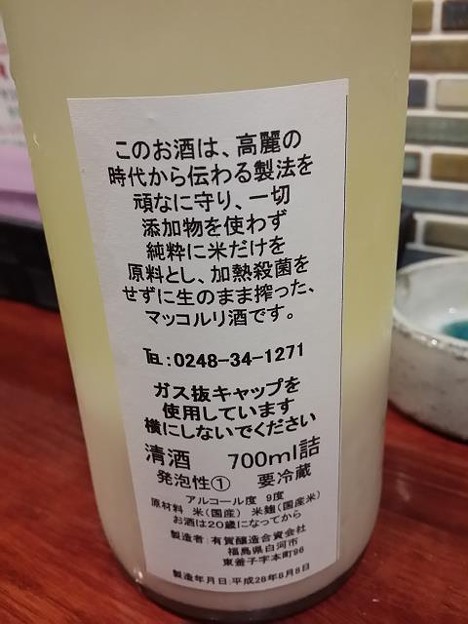 このお酒は、高麗の
時代から伝わる製法を
頑なに守り、一切
添加物を使わず
純粋に米だけを
原料とし、加熱殺菌を
せずに生のまま搾った、
マッコルリ酒です。
℡:0248-34-1271
ガス抜キャップを
使用しています
横にしないでください
清酒 700ml詰
発泡性① 要冷蔵
アルコール度 9度
原材料 米(国産) 米麹(国産米)
お酒は20歳になってから
製造者:有賀醸造合資会社
福島県白河市
東釜子字本町96
製造年月日:平成28年8月8日